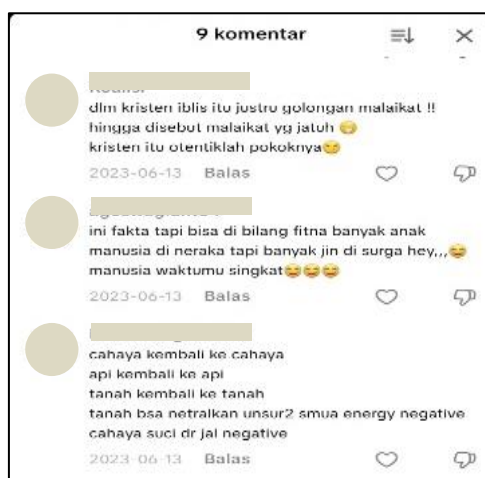 9 komentar
dlm kristen iblis itu justru golongan malaikat !!
hingga disebut malaikat yg jatuh 😁
kristen itu otentiklah pokoknya😊
2023-06-13 Balas
ini fakta tapi bisa di bilang fitna banyak anak
manusia di neraka tapi banyak jin di surga hey,,,😂
manusia waktumu singkat😂😂😂
2023-06-13 Balas
cahaya kembali ke cahaya
api kembali ke api
tanah kembali ke tanah
tanah bsa netralkan unsur2 smua energy negative
cahaya suci dr jal negative
2023-06-13 Balas